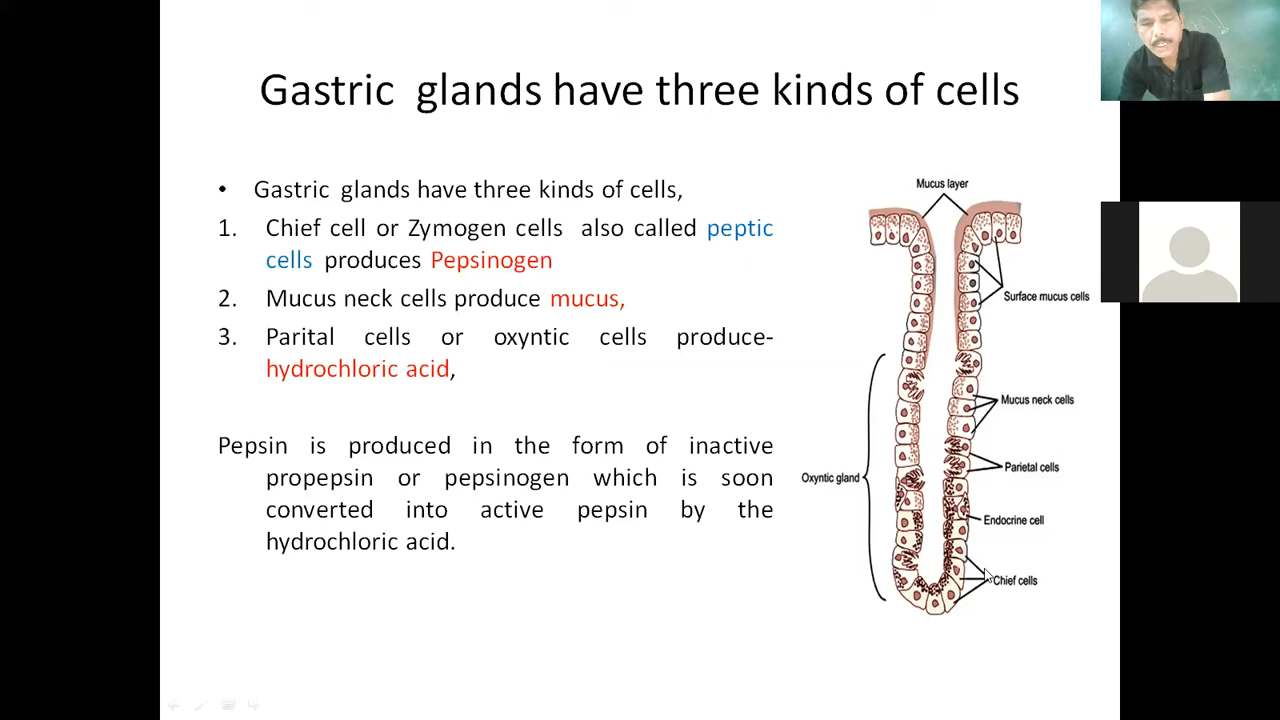 Gastric glands have three kinds of cells
• Gastric glands have three kinds of cells,
1. Chief cell or Zymogen cells also called peptic
cells produces Pepsinogen
2. Mucus neck cells produce mucus,
3. Parital cells or oxyntic cells produce-
hydrochloric acid,
Pepsin is produced in the form of inactive
propepsin or pepsinogen which is soon
converted into active pepsin by the
hydrochloric acid.
Mucus layer
Surface mucus cells
Mucus neck cells
Parietal cells
Oxyntic gland
Endocrine cell
Chief cells